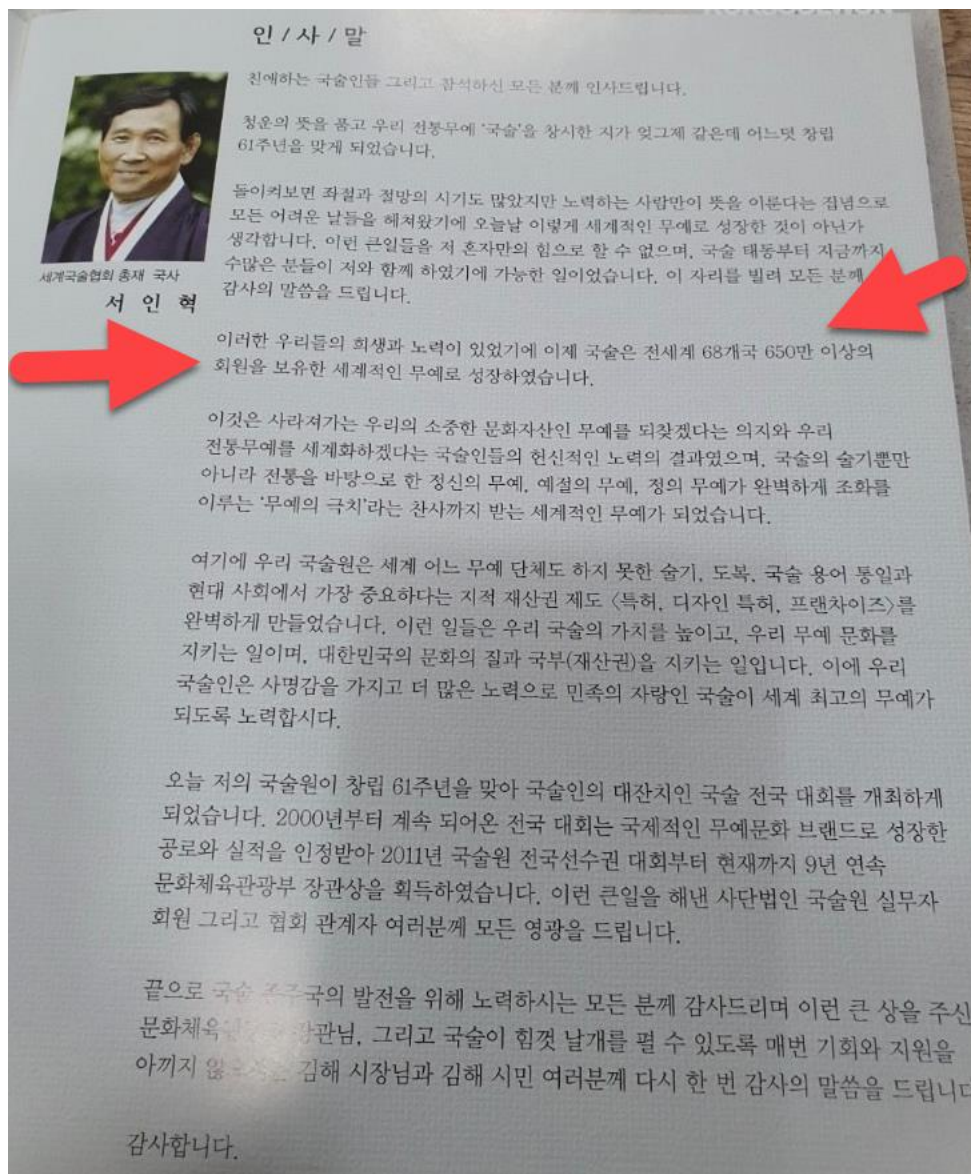 인/사/말
친애하는 국술인들 그리고 참석하신 모든 분께 인사드립니다.
청운의 뜻을 품고 우리 전통무예 '국술'을 창시한 지가 엊그제 같은데 어느덧 창립
61주년을 맞게 되었습니다.
돌이켜보면 좌절과 절망의 시기도 많았지만 노력하는 사람만이 뜻을 이룬다는 집념으로
모든 어려운 날들을 헤쳐왔기에 오늘날 이렇게 세계적인 무예로 성장한 것이 아닌가
생각합니다. 이런 큰일들을 저 혼자만의 힘으로 할 수 없으며, 국술 태동부터 지금까지
수많은 분들이 저와 함께 하였기에 가능한 일이었습니다. 이 자리를 빌려 모든 분께
감사의 말씀을 드립니다.
세계국술협회 총재 국사
서 인 혁
이러한 우리들의 희생과 노력이 있었기에 이제 국술은 전세계 68개국 650만 이상의
회원을 보유한 세계적인 무예로 성장하였습니다.
이것은 사라져가는 우리의 소중한 문화자산인 무예를 되찾겠다는 의지와 우리
전통무예를 세계화하겠다는 국술인들의 헌신적인 노력의 결과였으며, 국술의 술기뿐만
아니라 전통을 바탕으로 한 정신의 무예, 예절의 무예, 정의 무예가 완벽하게 조화를
이루는 '무예의 극치'라는 찬사까지 받는 세계적인 무예가 되었습니다.
여기에 우리 국술원은 세계 어느 무예 단체도 하지 못한 술기, 도복, 국술 용어 통일과
현대 사회에서 가장 중요하다는 지적 재산권 제도 〈특허, 디자인 특허, 프랜차이즈〉를
완벽하게 만들었습니다. 이런 일들은 우리 국술의 가치를 높이고, 우리 무예 문화를
지키는 일이며, 대한민국의 문화의 질과 국부(재산권)을 지키는 일입니다. 이에 우리
국술인은 사명감을 가지고 더 많은 노력으로 민족의 자랑인 국술이 세계 최고의 무예가
되도록 노력합시다.
오늘 저의 국술원이 창립 61주년을 맞아 국술인의 대잔치인 국술 전국 대회를 개최하게
되었습니다. 2000년부터 계속 되어온 전국 대회는 국제적인 무예문화 브랜드로 성장한
공로와 실적을 인정받아 2011년 국술원 전국선수권 대회부터 현재까지 9년 연속
문화체육관광부 장관상을 획득하였습니다. 이런 큰일을 해낸 사단법인 국술원 실무자
회원 그리고 협회 관계자 여러분께 모든 영광을 드립니다.
끝으로 국술 종주국의 발전을 위해 노력하시는 모든 분께 감사드리며 이런 큰 상을 주신
문화체육 장관님, 그리고 국술이 힘껏 날개를 펼 수 있도록 매번 기회와 지원을
아끼지 김해 시장님과 김해 시민 여러분께 다시 한 번 감사의 말씀을 드립니다
감사합니다.